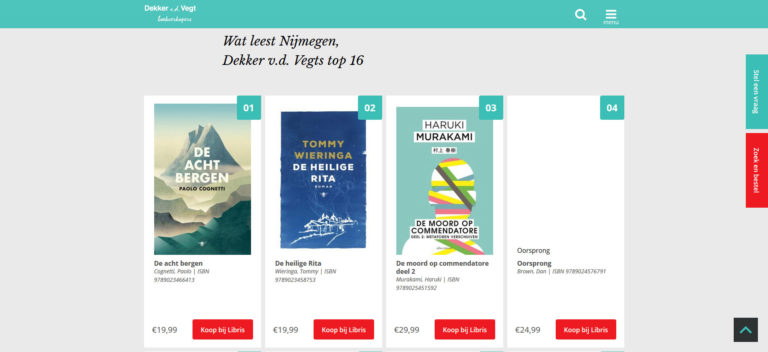 Dekker v.d. Vegt
boekverkopers
menu
Wat leest Nijmegen,
Dekker v.d. Vegts top 16
Stel een vraag
Zoek en bestel
01
DE
ACHT
BERGEN
PAOLO COGNETTI
De acht bergen
Cognetti, Paolo | ISBN
9789023466413
€19,99
Koop bij Libris
02
TOMMY
WIERINGA
DE HEILIGE
RITA
ROMAN
De heilige Rita
Wieringa, Tommy | ISBN
9789023458753
€19,99
Koop bij Libris
03
HARUKI
MURAKAMI
村上 春樹
DE MOORD OP
COMMENDATORE
DEEL 2: METAFOREN VERSCHUIVEN
De moord op commendatore
deel 2
Murakami, Haruki | ISBN
9789025451592
€29,99
Koop bij Libris
04
Oorsprong
Oorsprong
Brown, Dan | ISBN 9789024576791
€24,99
Koop bij Libris